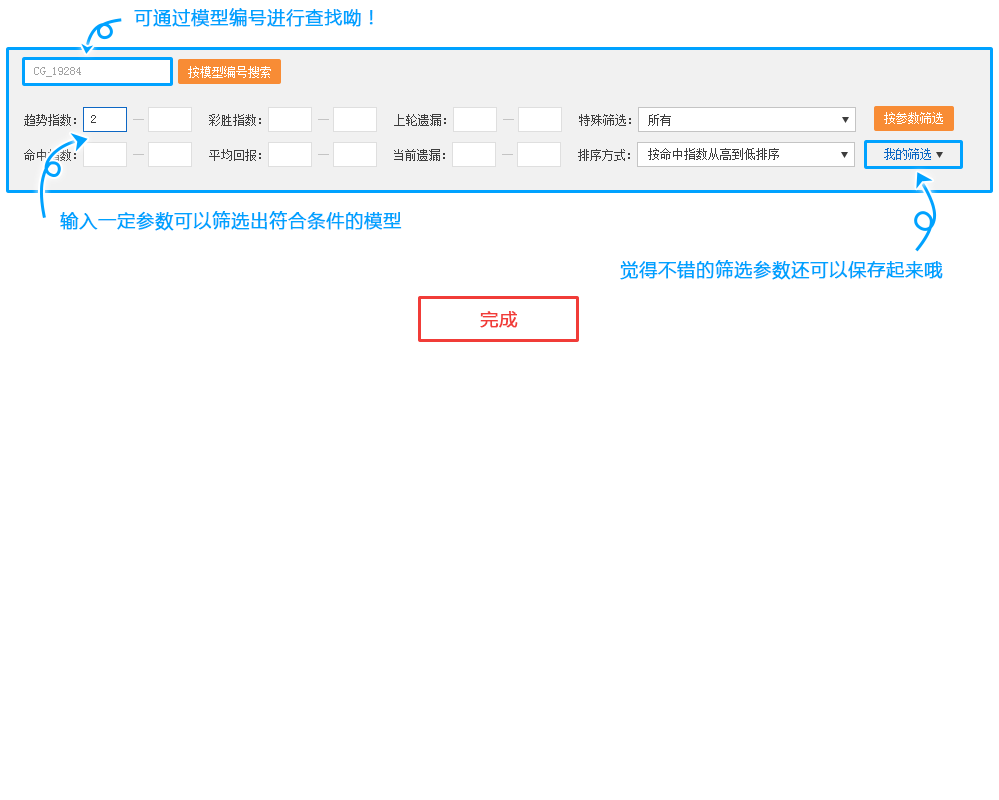 可通过模型编号进行查找呦！
CG_19284 按模型编号搜索
趋势指数： 2 — 彩胜指数： — 上轮遗漏： — 特殊筛选： 所有 ▼ 按参数筛选
命中指数： — 平均回报： — 当前遗漏： — 排序方式： 按命中指数从高到低排序 ▼ 我的筛选 ▼
输入一定参数可以筛选出符合条件的模型
觉得不错的筛选参数还可以保存起来哦
完成